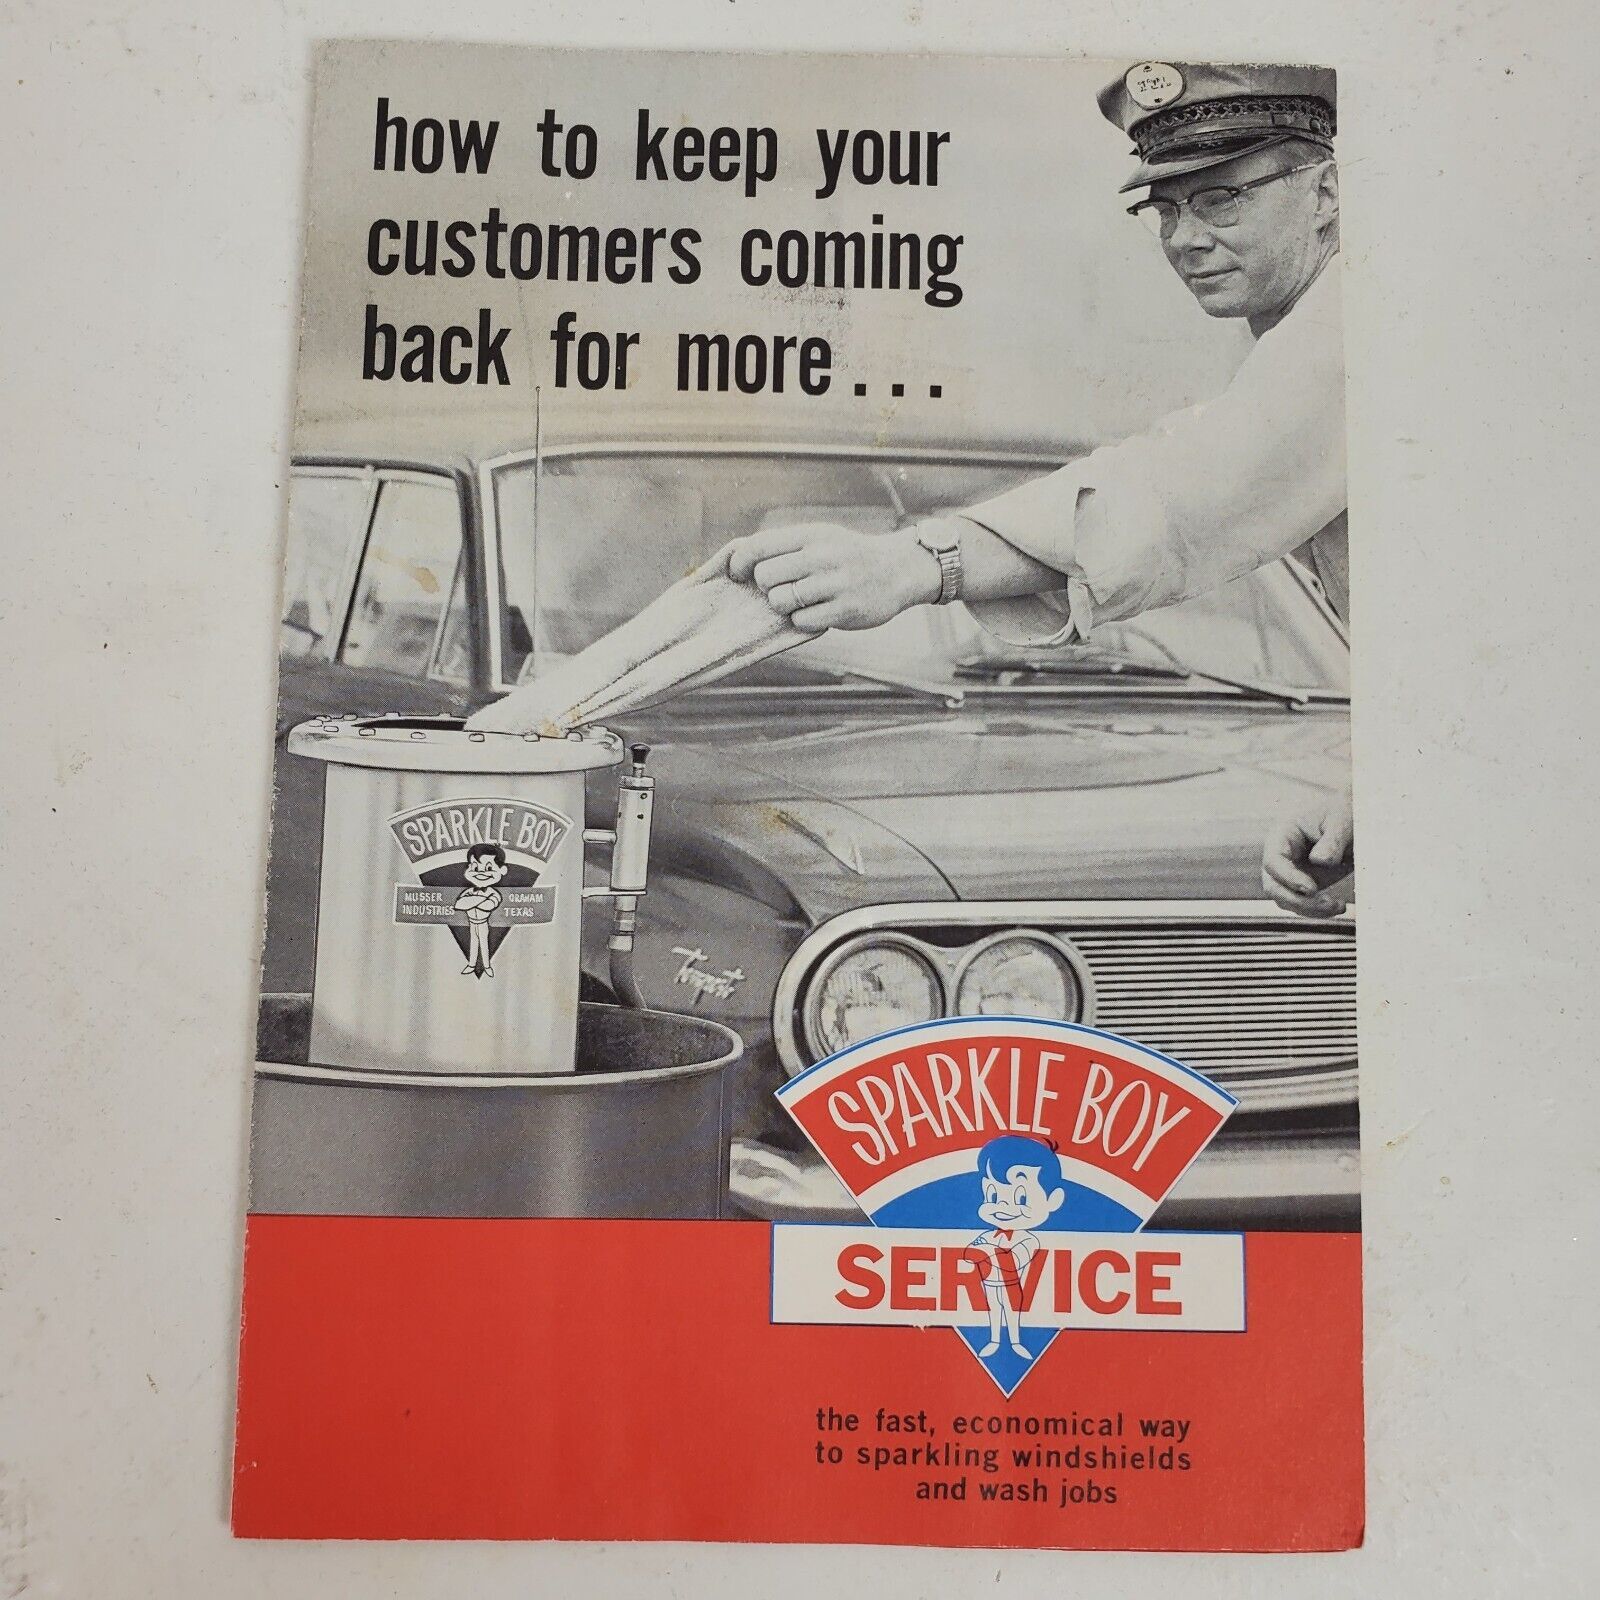 how to keep your
customers coming
back for more...
SPARKLE BOY
MUSSER
INDUSTRIES
GRAHAM
TEXAS
Tempest
SPARKLE BOY
SERVICE
the fast, economical way
to sparkling windshields
and wash jobs